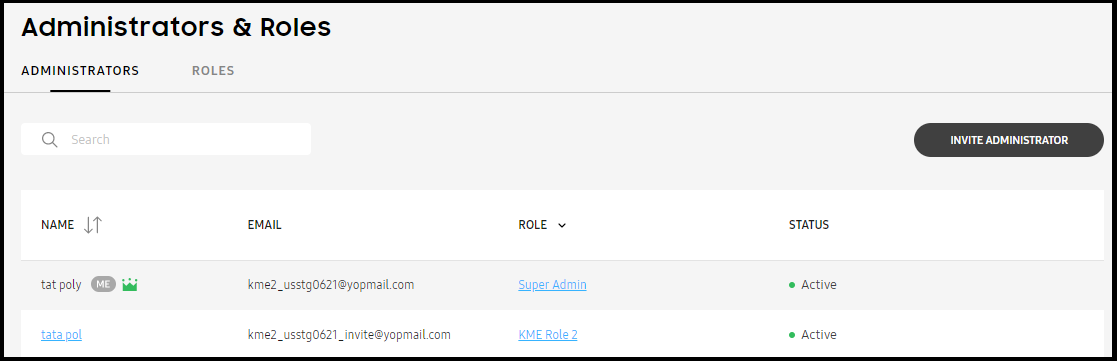 Administrators & Roles
ADMINISTRATORS ROLES
Search INVITE ADMINISTRATOR
NAME EMAIL ROLE STATUS
tat poly ME kme2_usstg0621@yopmail.com Super Admin Active
tata pol kme2_usstg0621_invite@yopmail.com KME Role 2 Active